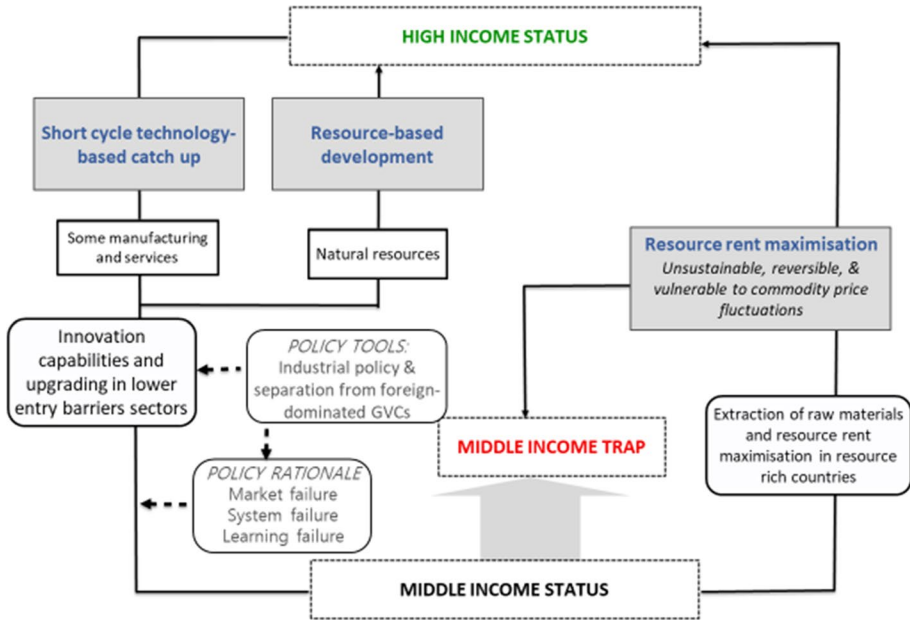 HIGH INCOME STATUS
Short cycle technology-
based catch up
Resource-based
development
Some manufacturing
and services
Natural resources
Resource rent maximisation
Unsustainable, reversible, &
vulnerable to commodity price
fluctuations
Innovation
capabilities and
upgrading in lower
entry barriers sectors
POLICY TOOLS:
Industrial policy &
separation from foreign-
dominated GVCs
MIDDLE INCOME TRAP
Extraction of raw materials
and resource rent
maximisation in resource
rich countries
POLICY RATIONALE
Market failure
System failure
Learning failure
MIDDLE INCOME STATUS